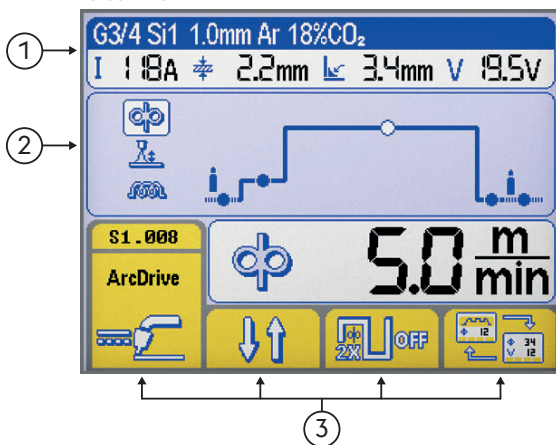 G3/4 Si1 1.0mm Ar 18%CO₂
I 118A 2.2mm 3.4mm V 19.5V
S1.008
ArcDrive
5.0 m/min
2X OFF
12
34
V 12
1
2
3